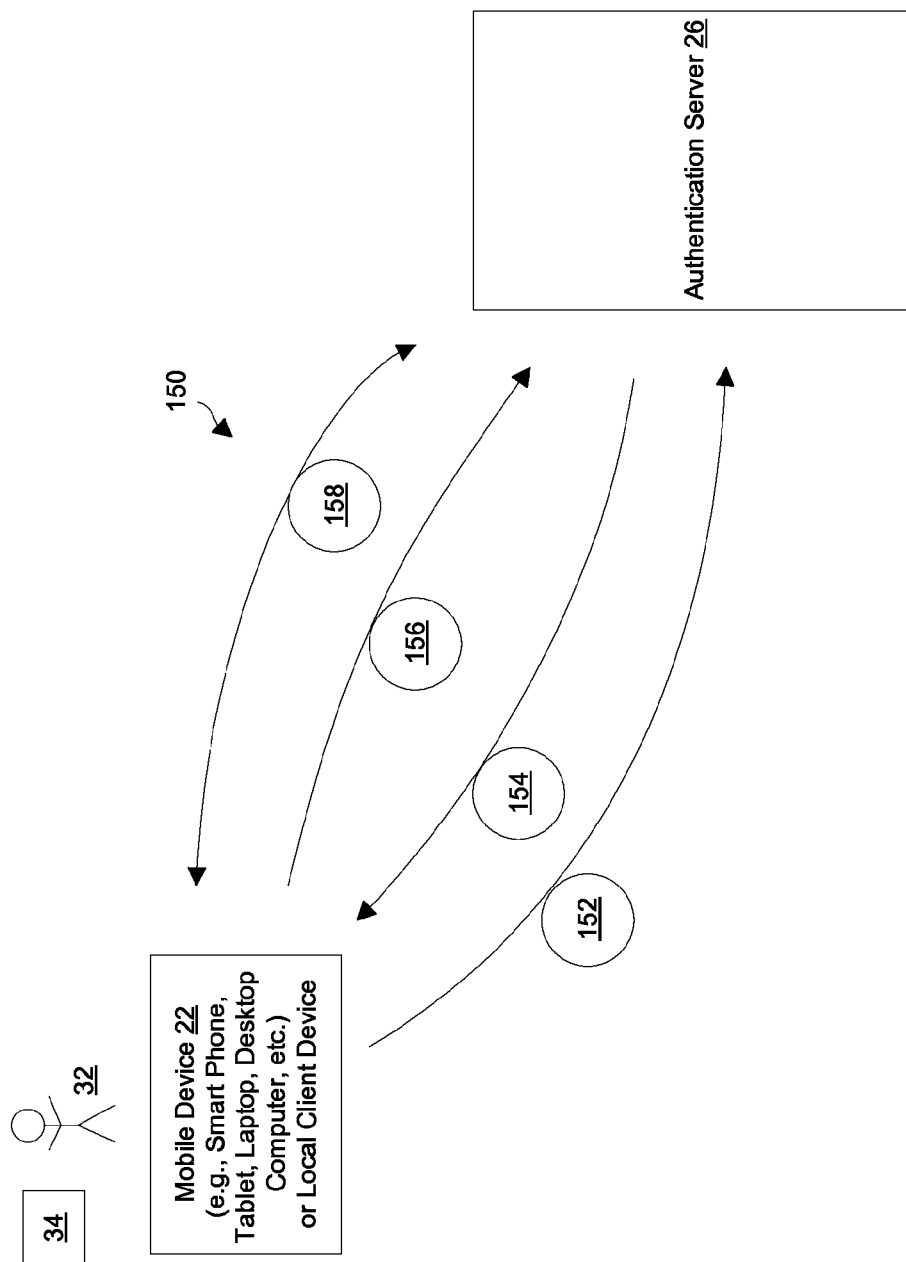 34
32
Mobile Device 22
(e.g., Smart Phone,
Tablet, Laptop, Desktop
Computer, etc.)
or Local Client Device
150
158
156
154
152
Authentication Server 26